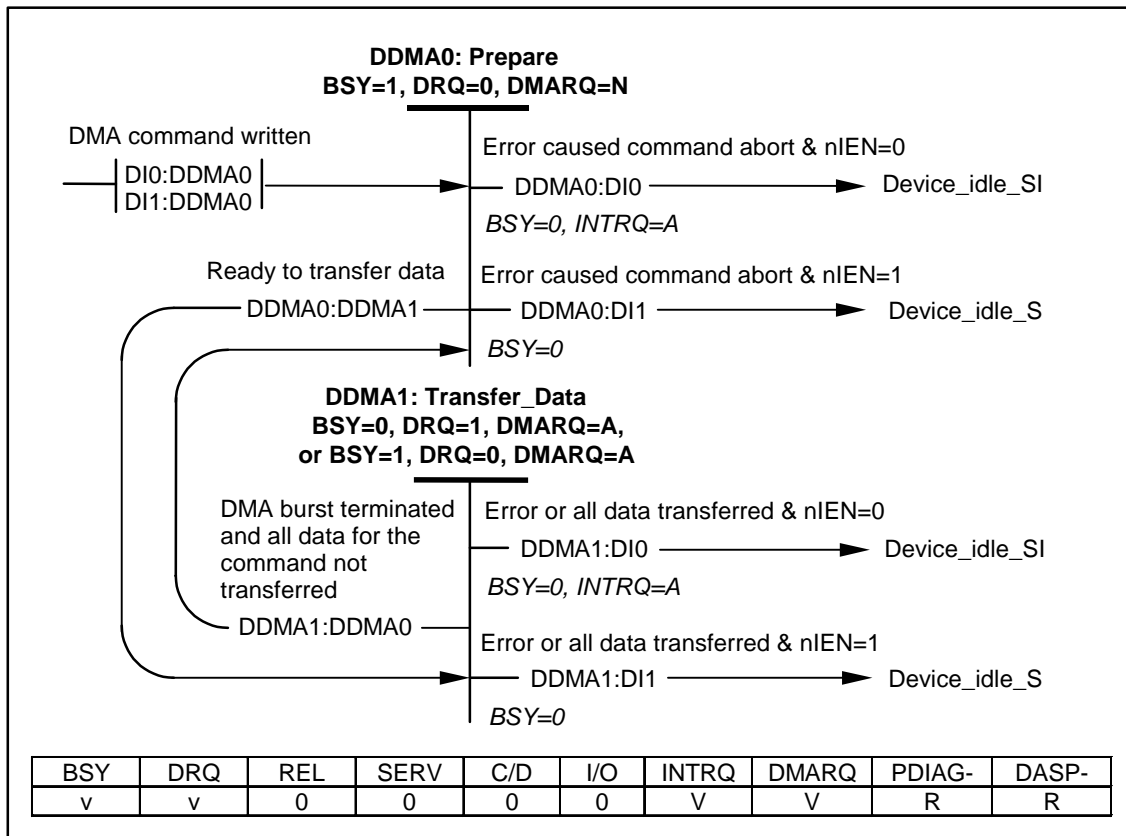 DDMA0: Prepare
BSY=1, DRQ=0, DMARQ=N
DMA command written
DI0:DDMA0
DI1:DDMA0
Error caused command abort & nIEN=0
DDMA0:DI0
Device_idle_SI
BSY=0, INTRQ=A
Ready to transfer data
DDMA0:DDMA1
Error caused command abort & nIEN=1
DDMA0:DI1
Device_idle_S
BSY=0
DDMA1: Transfer_Data
BSY=0, DRQ=1, DMARQ=A,
or BSY=1, DRQ=0, DMARQ=A
DMA burst terminated
and all data for the
command not
transferred
DDMA1:DDMA0
Error or all data transferred & nIEN=0
DDMA1:DI0
Device_idle_SI
BSY=0, INTRQ=A
Error or all data transferred & nIEN=1
DDMA1:DI1
Device_idle_S
BSY=0
BSY DRQ REL SERV C/D I/O INTRQ DMARQ PDIAG- DASP-
v v 0 0 0 0 V V R R